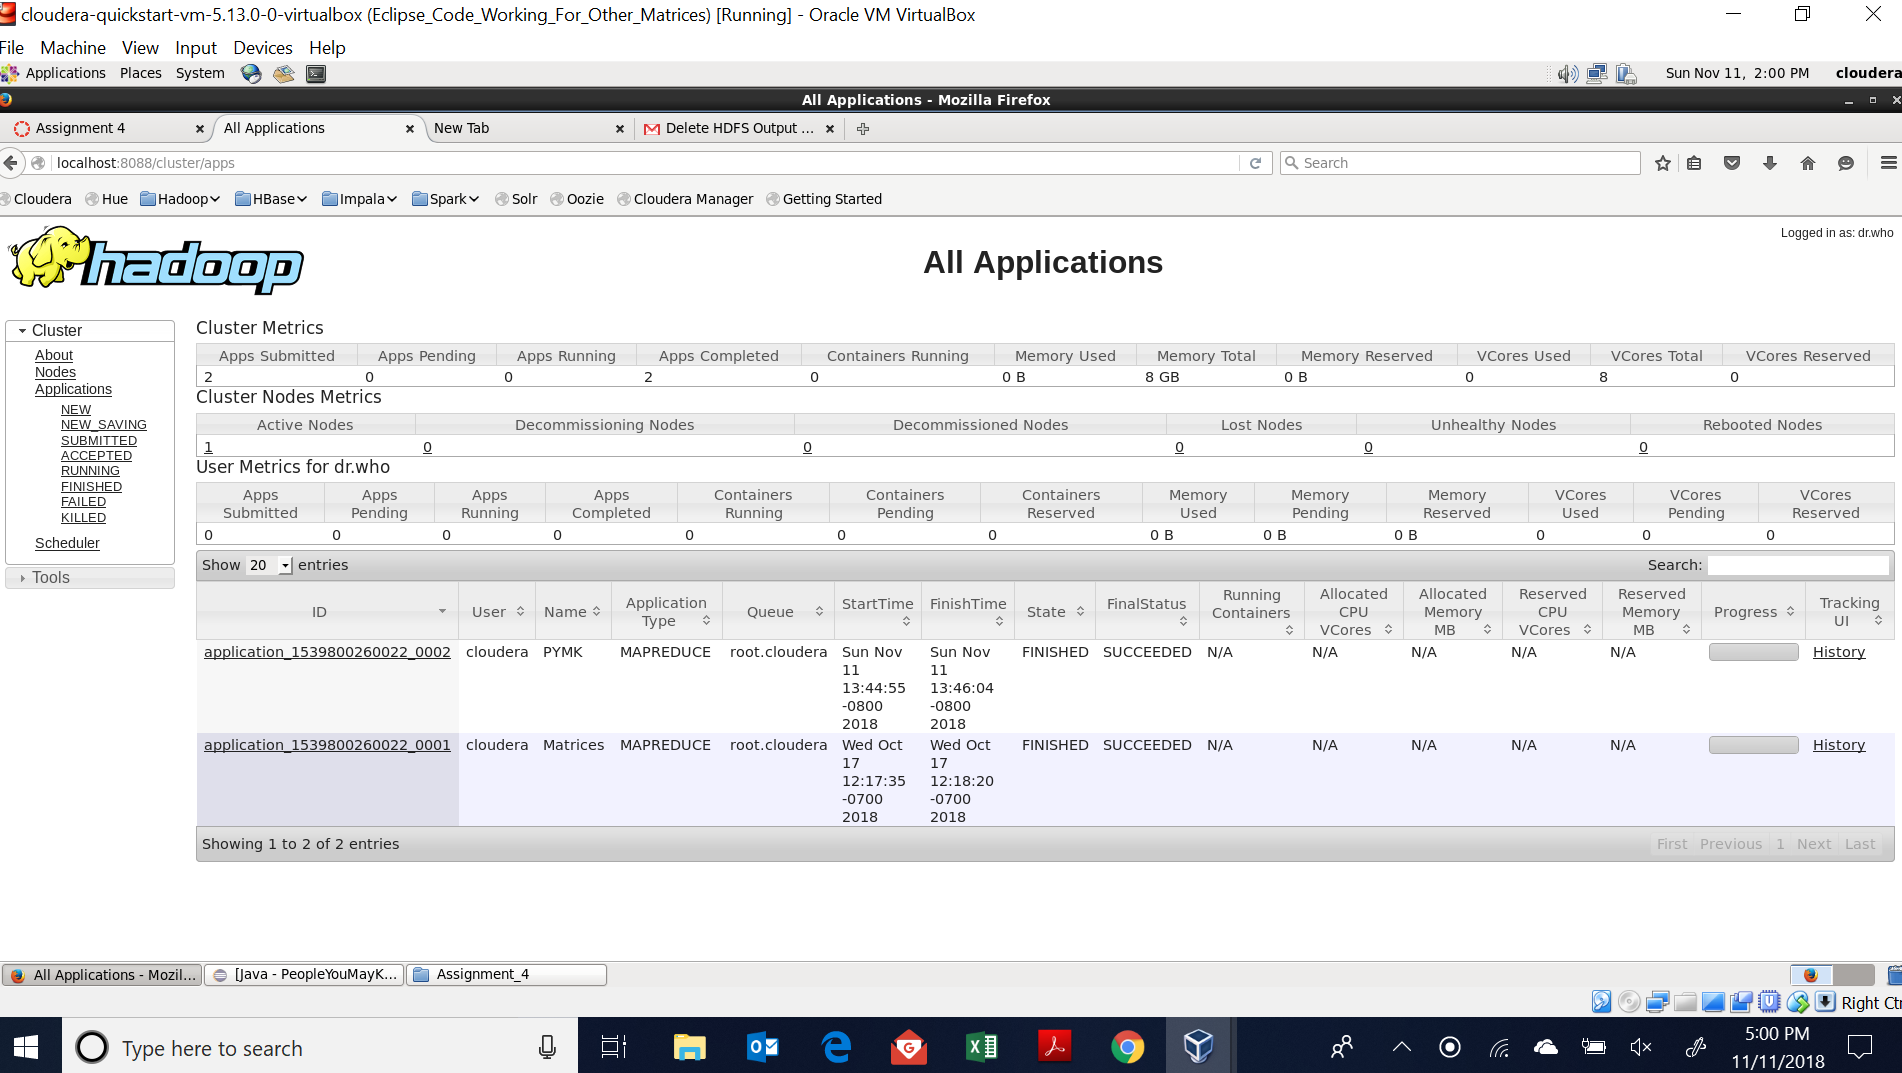 cloudera-quickstart-vm-5.13.0-0-virtualbox (Eclipse_Code_Working_For_Other_Matrices) [Running] - Oracle VM VirtualBox
File Machine View Input Devices Help
Applications Places System Sun Nov 11, 2:00 PM cloudera
All Applications - Mozilla Firefox
Assignment 4 All Applications New Tab Delete HDFS Output ...
localhost:8088/cluster/apps Search
Cloudera Hue Hadoop HBase Impala Spark Solr Oozie Cloudera Manager Getting Started
Logged in as: dr.who
hadoop
All Applications
Cluster
About
Nodes
Applications
NEW
NEW_SAVING
SUBMITTED
ACCEPTED
RUNNING
FINISHED
FAILED
KILLED
Scheduler
Tools
Cluster Metrics
Apps Submitted Apps Pending Apps Running Apps Completed Containers Running Memory Used Memory Total Memory Reserved VCores Used VCores Total VCores Reserved
2 0 0 2 0 0 B 8 GB 0 B 0 8 0
Cluster Nodes Metrics
Active Nodes Decommissioning Nodes Decommissioned Nodes Lost Nodes Unhealthy Nodes Rebooted Nodes
1 0 0 0 0 0
User Metrics for dr.who
Apps Submitted Apps Pending Apps Running Apps Completed Containers Running Containers Pending Containers Reserved Memory Used Memory Pending Memory Reserved VCores Used VCores Pending VCores Reserved
0 0 0 0 0 0 0 0 B 0 B 0 B 0 0 0
Show 20 entries Search:
ID User Name Application Type Queue StartTime FinishTime State FinalStatus Running Containers Allocated CPU VCores Allocated Memory MB Reserved CPU VCores Reserved Memory MB Progress Tracking UI
application_1539800260022_0002 cloudera PYMK MAPREDUCE root.cloudera Sun Nov 11 13:44:55 -0800 2018 Sun Nov 11 13:46:04 -0800 2018 FINISHED SUCCEEDED N/A N/A N/A N/A N/A History
application_1539800260022_0001 cloudera Matrices MAPREDUCE root.cloudera Wed Oct 17 12:17:35 -0700 2018 Wed Oct 17 12:18:20 -0700 2018 FINISHED SUCCEEDED N/A N/A N/A N/A N/A History
Showing 1 to 2 of 2 entries First Previous 1 Next Last
All Applications - Mozil... [Java - PeopleYouMayK... Assignment_4
Right Ctr
Type here to search
5:00 PM
11/11/2018